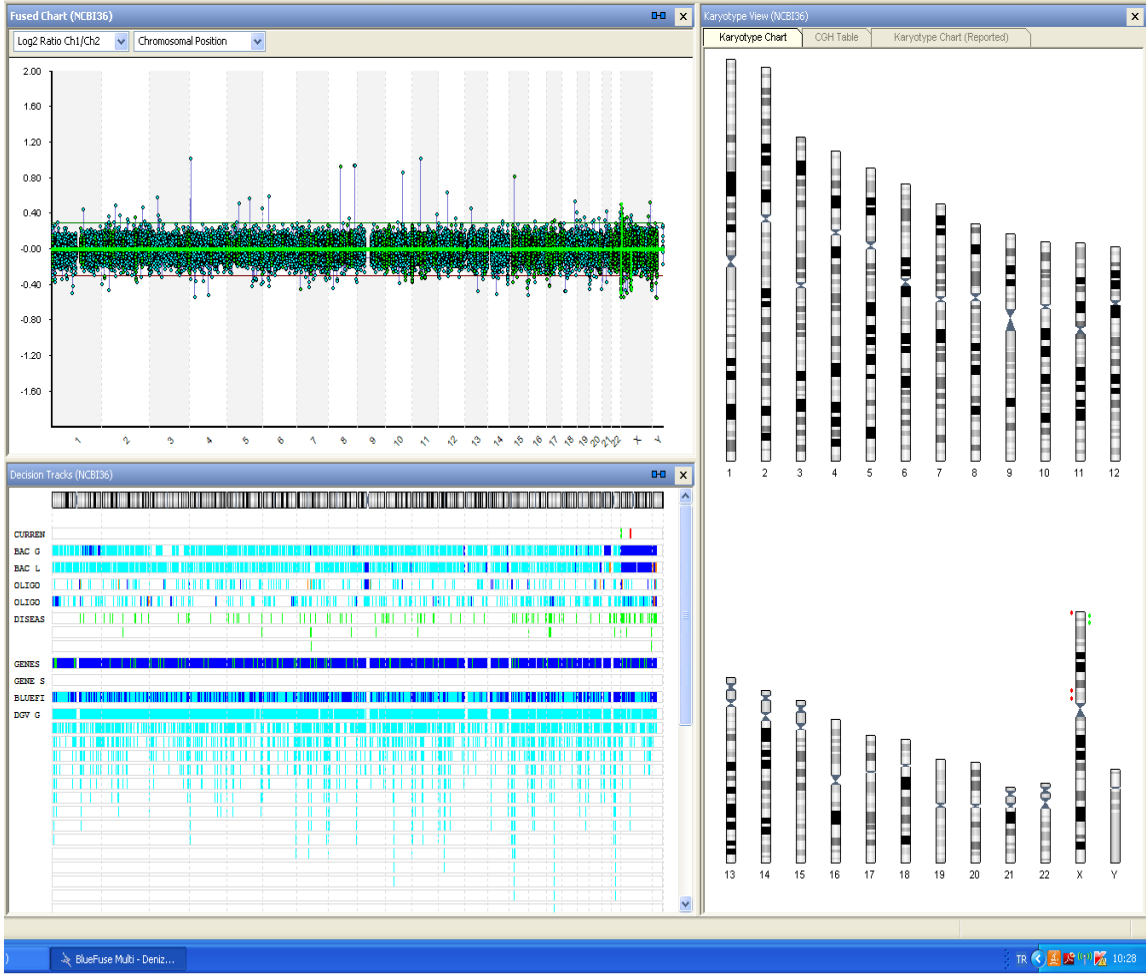 Fused Chart (NCBI36)
Log2 Ratio Ch1/Ch2 Chromosomal Position
2.00
1.60
1.20
0.80
0.40
-0.00
-0.40
-0.80
-1.20
-1.60
1 2 3 4 5 6 7 8 9 10 11 12 13 14 15 16 17 18 19 20 21 22 X Y
Decision Tracks (NCBI36)
CURREN
BAC G
BAC L
OLIGO
OLIGO
DISEAS
GENES
GENE S
BLUEFI
DGV G
Karyotype View (NCBI36)
Karyotype Chart CGH Table Karyotype Chart (Reported)
1 2 3 4 5 6 7 8 9 10 11 12
13 14 15 16 17 18 19 20 21 22 X Y
) BlueFuse Multi - Deniz... TR 10:28